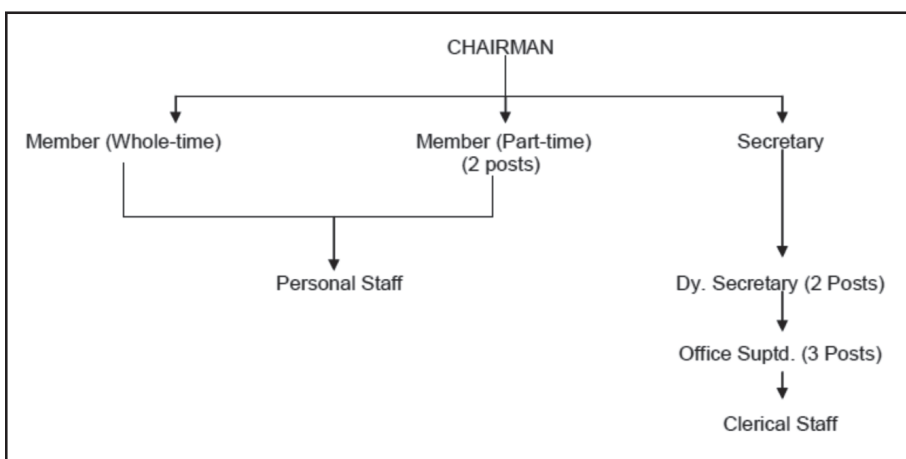 CHAIRMAN
Member (Whole-time)
Member (Part-time)
(2 posts)
Secretary
Personal Staff
Dy. Secretary (2 Posts)
Office Suptd. (3 Posts)
Clerical Staff